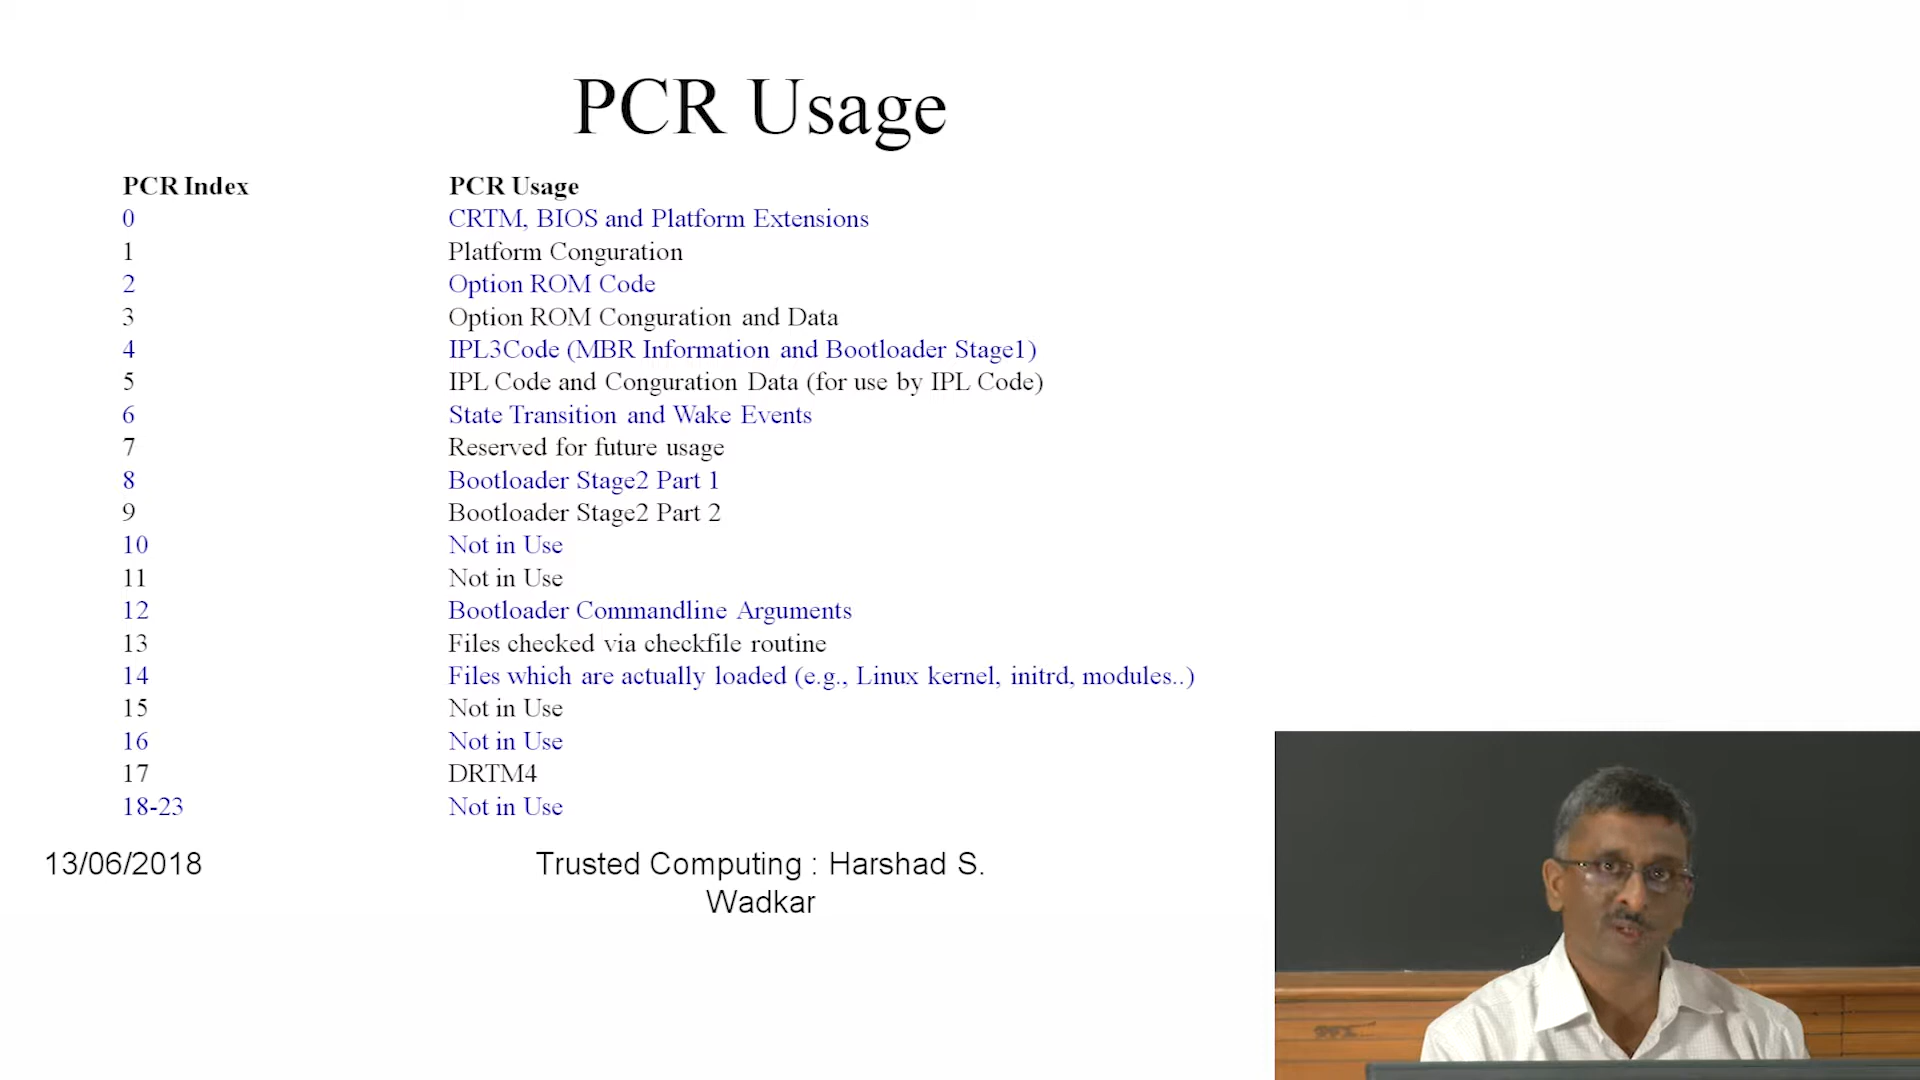 PCR Usage
PCR Index PCR Usage
0 CRTM, BIOS and Platform Extensions
1 Platform Conguration
2 Option ROM Code
3 Option ROM Conguration and Data
4 IPL3Code (MBR Information and Bootloader Stage1)
5 IPL Code and Conguration Data (for use by IPL Code)
6 State Transition and Wake Events
7 Reserved for future usage
8 Bootloader Stage2 Part 1
9 Bootloader Stage2 Part 2
10 Not in Use
11 Not in Use
12 Bootloader Commandline Arguments
13 Files checked via checkfile routine
14 Files which are actually loaded (e.g., Linux kernel, initrd, modules..)
15 Not in Use
16 Not in Use
17 DRTM4
18-23 Not in Use
13/06/2018 Trusted Computing : Harshad S.
Wadkar